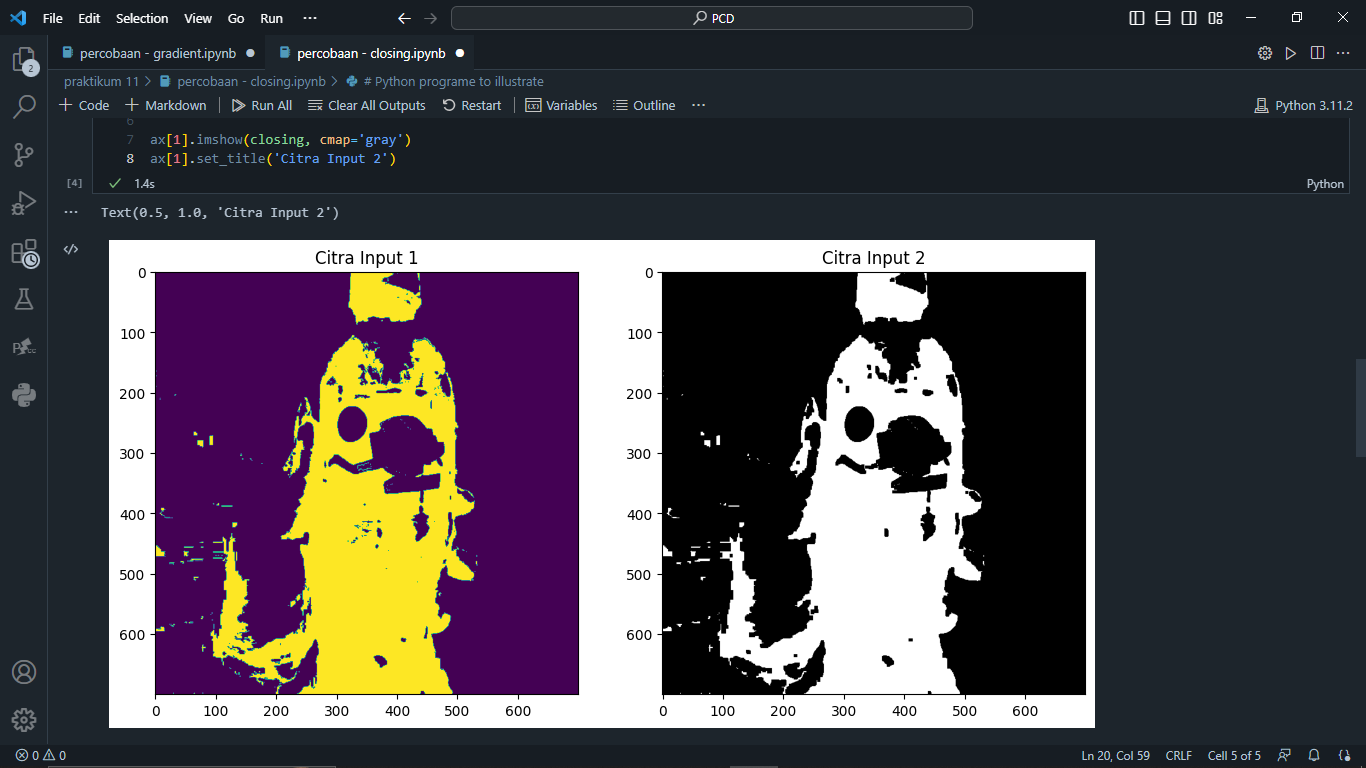 File Edit Selection View Go Run ··· PCD
percobaan - gradient.ipynb percobaan - closing.ipynb
praktikum 11 > percobaan - closing.ipynb > # Python programe to illustrate
Code Markdown Run All Clear All Outputs Restart Variables Outline ··· Python 3.11.2
6
7 ax[1].imshow(closing, cmap='gray')
8 ax[1].set_title('Citra Input 2')
[4] 1.4s Python
Text(0.5, 1.0, 'Citra Input 2')
Citra Input 1
0
100
200
300
400
500
600
0 100 200 300 400 500 600
Citra Input 2
0
100
200
300
400
500
600
0 100 200 300 400 500 600
2
0 0 Ln 20, Col 59 CRLF Cell 5 of 5